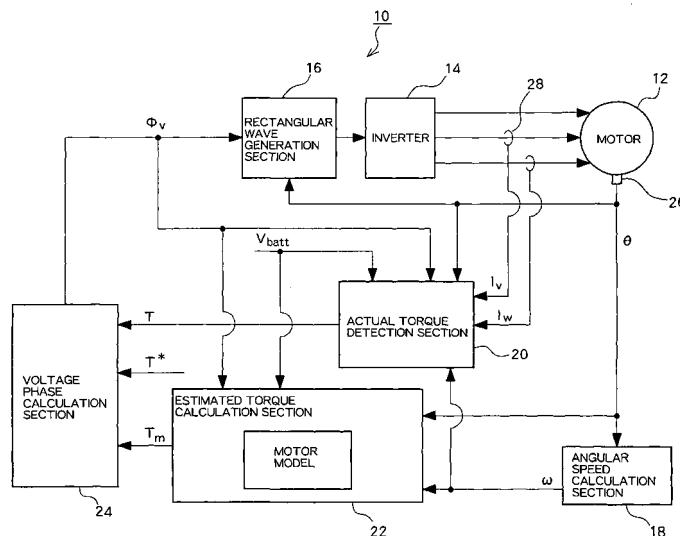 10
16
14
28
12
Φv
RECTANGULAR
WAVE
GENERATION
SECTION
INVERTER
MOTOR
26
θ
Vbatt
Iv
Iw
T
ACTUAL TORQUE
DETECTION SECTION
20
VOLTAGE
PHASE
CALCULATION
SECTION
T*
ESTIMATED TORQUE
CALCULATION SECTION
Tm
MOTOR
MODEL
ω
ANGULAR
SPEED
CALCULATION
SECTION
24
22
18